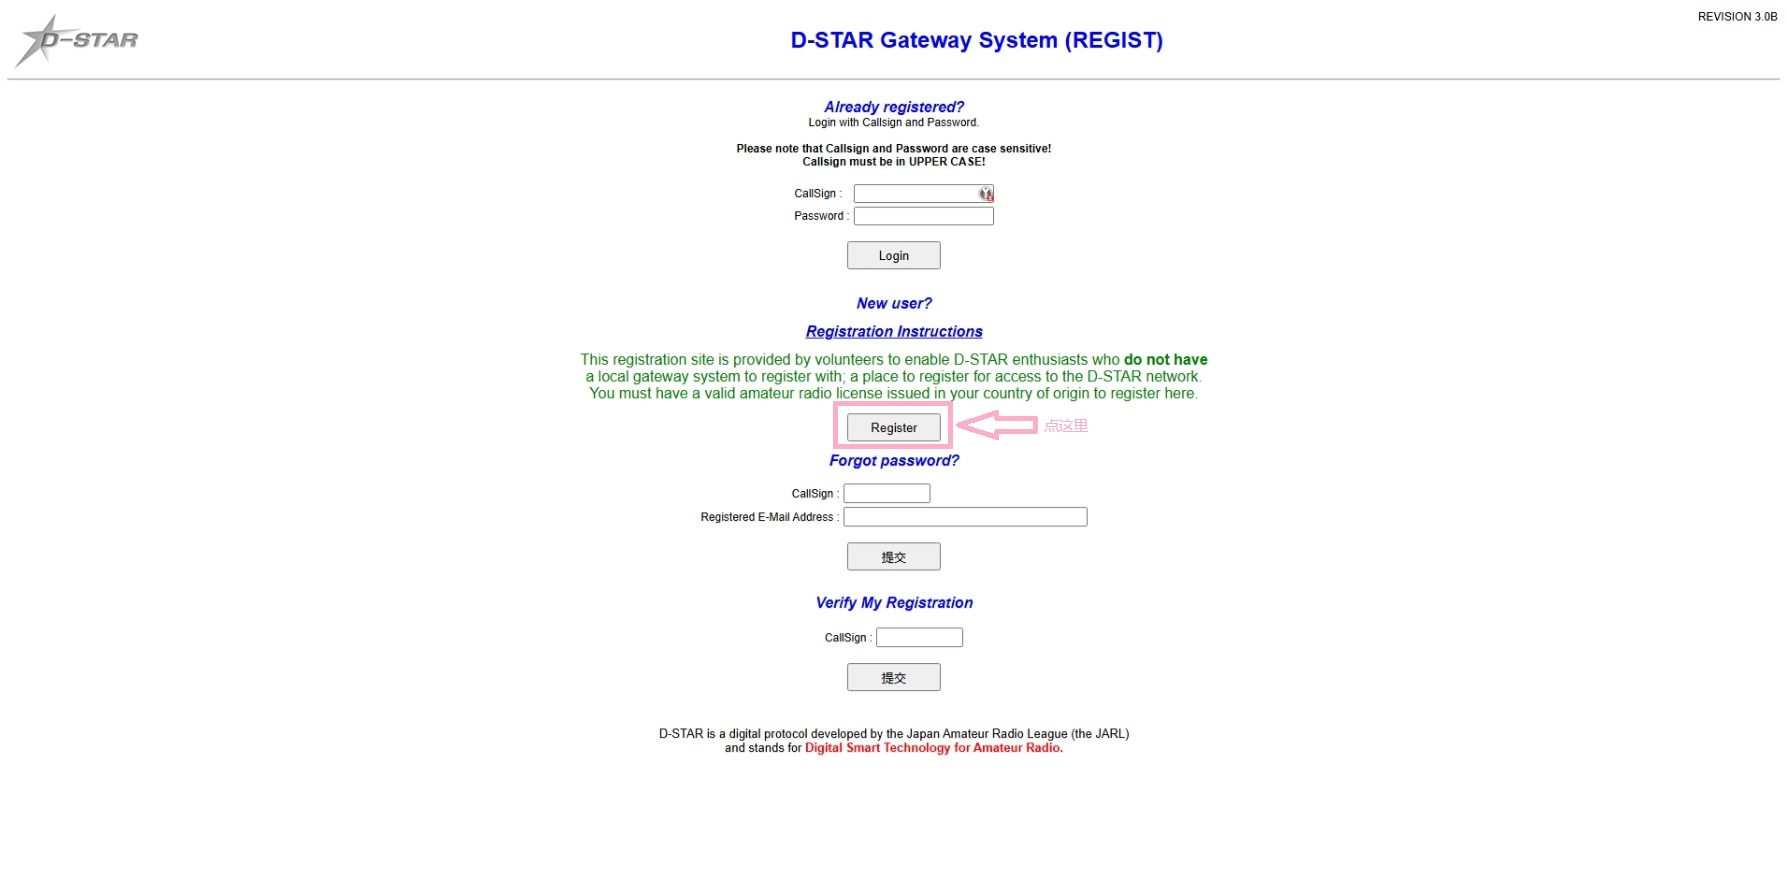 D-STAR
D-STAR Gateway System (REGIST)
REVISION 3.0B
Already registered?
Login with Callsign and Password.
Please note that Callsign and Password are case sensitive!
Callsign must be in UPPER CASE!
CallSign :
Password :
Login
New user?
Registration Instructions
This registration site is provided by volunteers to enable D-STAR enthusiasts who do not have
a local gateway system to register with; a place to register for access to the D-STAR network.
You must have a valid amateur radio license issued in your country of origin to register here.
Register 点这里
Forgot password?
CallSign :
Registered E-Mail Address :
提交
Verify My Registration
CallSign :
提交
D-STAR is a digital protocol developed by the Japan Amateur Radio League (the JARL)
and stands for Digital Smart Technology for Amateur Radio.